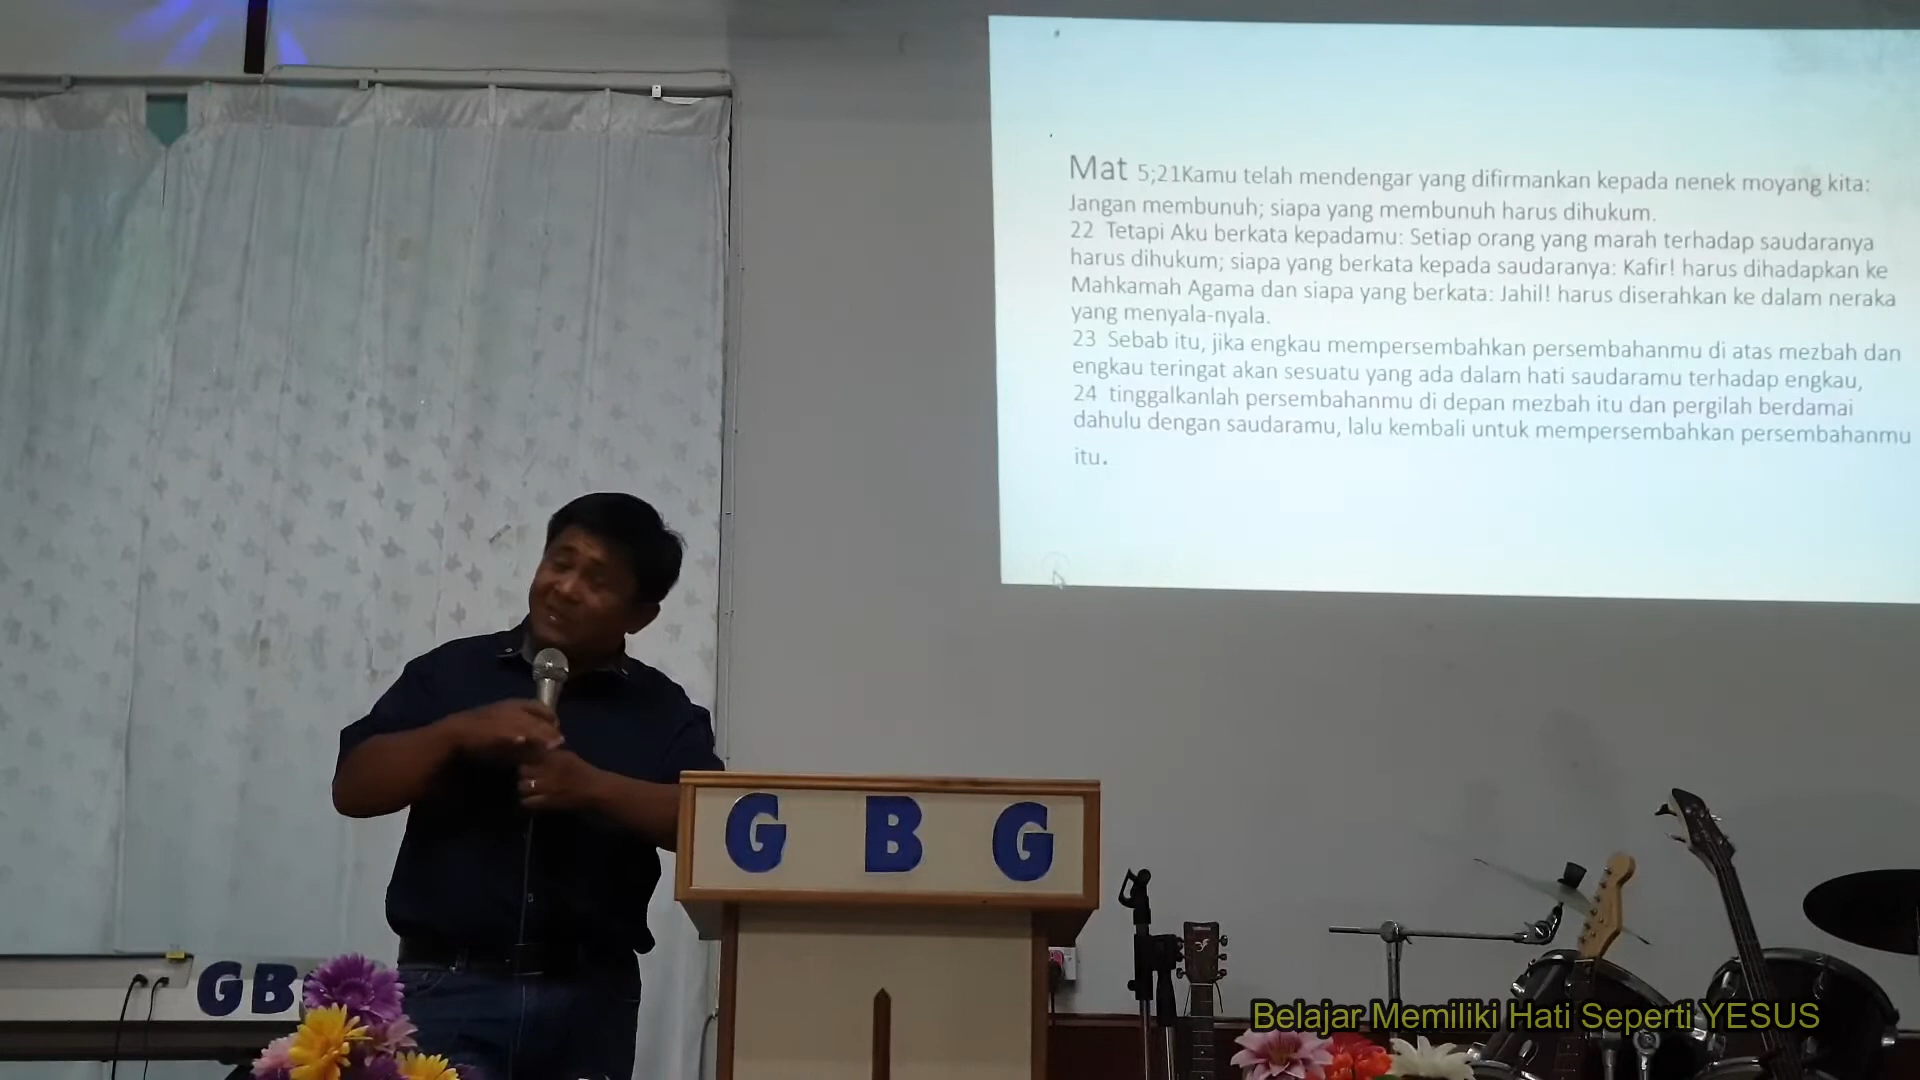 Mat 5;21Kamu telah mendengar yang difirmankan kepada nenek moyang kita:
Jangan membunuh; siapa yang membunuh harus dihukum.
22 Tetapi Aku berkata kepadamu: Setiap orang yang marah terhadap saudaranya
harus dihukum; siapa yang berkata kepada saudaranya: Kafir! harus dihadapkan ke
Mahkamah Agama dan siapa yang berkata: Jahil! harus diserahkan ke dalam neraka
yang menyala-nyala.
23 Sebab itu, jika engkau mempersembahkan persembahanmu di atas mezbah dan
engkau teringat akan sesuatu yang ada dalam hati saudaramu terhadap engkau,
24 tinggalkanlah persembahanmu di depan mezbah itu dan pergilah berdamai
dahulu dengan saudaramu, lalu kembali untuk mempersembahkan persembahanmu
itu.
G B G
G B
Belajar Memiliki Hati Seperti YESUS